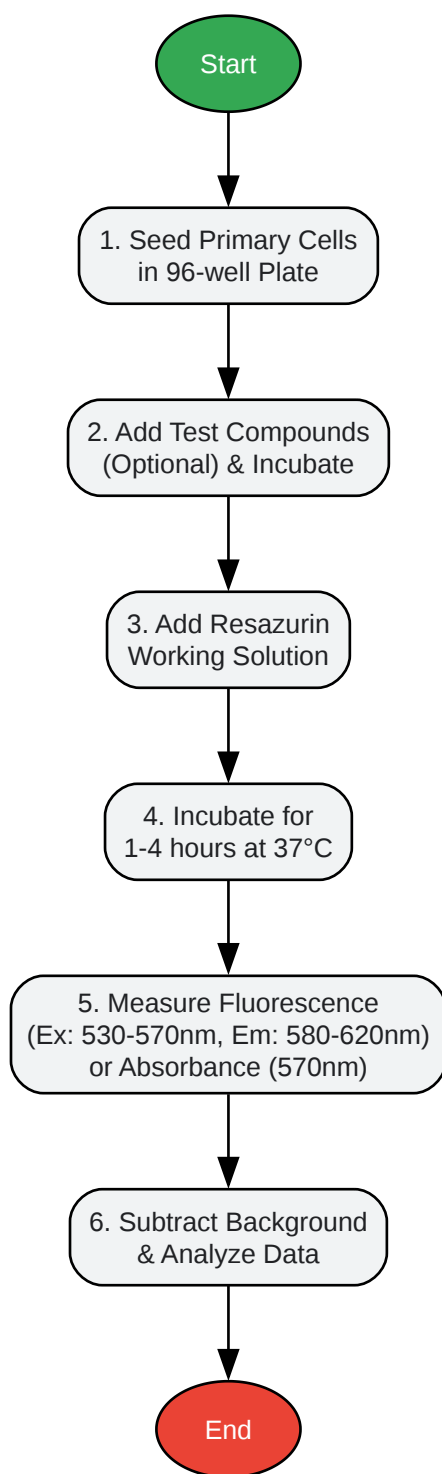 Start
1. Seed Primary Cells
in 96-well Plate
2. Add Test Compounds
(Optional) & Incubate
3. Add Resazurin
Working Solution
4. Incubate for
1-4 hours at 37°C
5. Measure Fluorescence
(Ex: 530-570nm, Em: 580-620nm)
or Absorbance (570nm)
6. Subtract Background
& Analyze Data
End